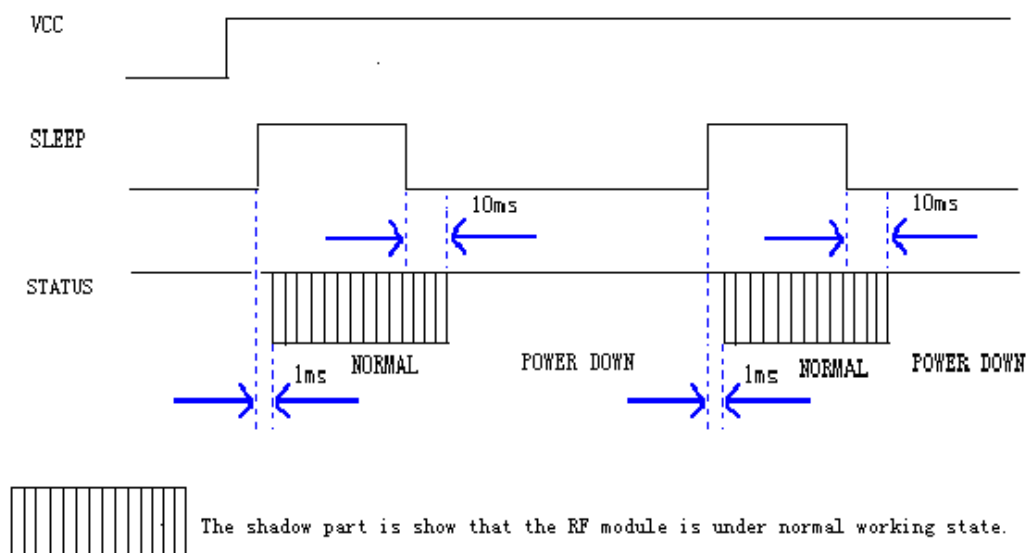 VCC
SLEEP
10ms 10ms
STATUS
1ms NORMAL POWER DOWN 1ms NORMAL POWER DOWN
The shadow part is show that the RF module is under normal working state.